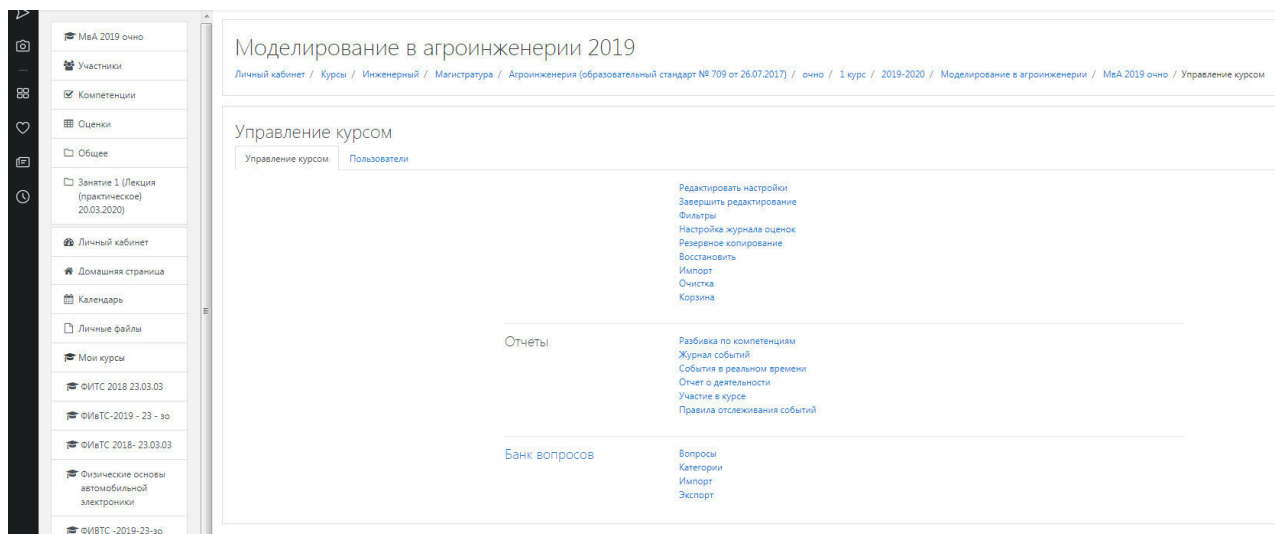 МвА 2019 очно
Участники
Компетенции
Оценки
Общее
Занятие 1 (Лекция
(практическое)
20.03.2020)
Личный кабинет
Домашняя страница
Календарь
Личные файлы
Мои курсы
ФИТС 2018 23.03.03
ФИвТС-2019 - 23 - зо
ФИвТС 2018- 23.03.03
Физические основы
автомобильной
электроники
ФИВТС -2019-23-зо
Моделирование в агроинженерии 2019
Личный кабинет / Курсы / Инженерный / Магистратура / Агроинженерия (образовательный стандарт № 709 от 26.07.2017) / очно / 1 курс / 2019-2020 / Моделирование в агроинженерии / МвА 2019 очно / Управление курсом
Управление курсом
Управление курсом Пользователи
Редактировать настройки
Завершить редактирование
Фильтры
Настройка журнала оценок
Резервное копирование
Восстановить
Импорт
Очистка
Корзина
Отчеты
Разбивка по компетенциям
Журнал событий
События в реальном времени
Отчет о деятельности
Участие в курсе
Правила отслеживания событий
Банк вопросов
Вопросы
Категории
Импорт
Экспорт